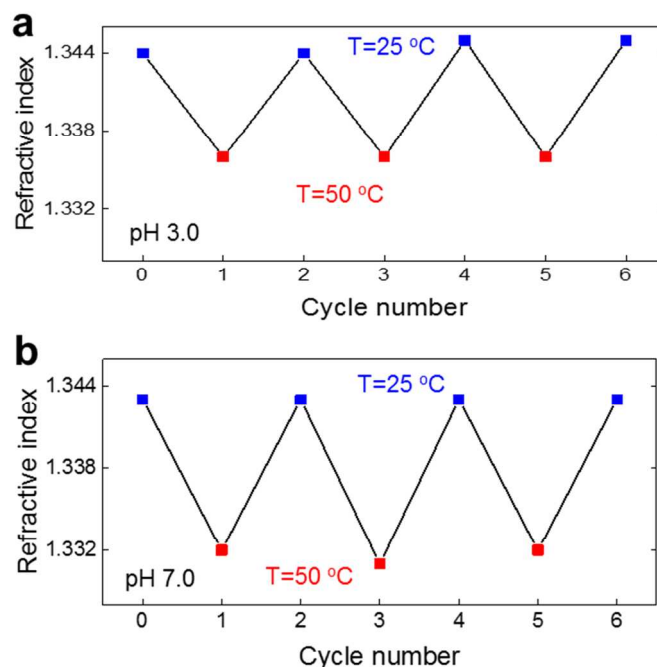 a
Refractive index
1.344
1.338
1.332
T=25 °C
T=50 °C
pH 3.0
0 1 2 3 4 5 6
Cycle number
b
Refractive index
1.344
1.338
1.332
T=25 °C
T=50 °C
pH 7.0
0 1 2 3 4 5 6
Cycle number